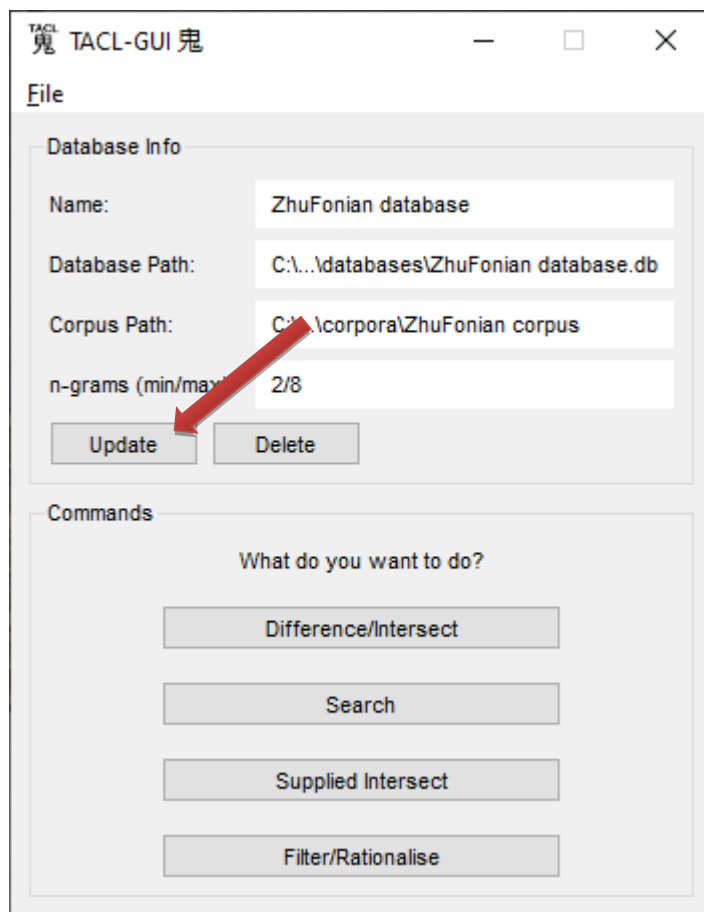 TACL TACL-GUI 鬼
File
Database Info
Name: ZhuFonian database
Database Path: C:\...\databases\ZhuFonian database.db
Corpus Path: \corpora\ZhuFonian corpus
n-grams (min/max 2/8
Update Delete
Commands
What do you want to do?
Difference/Intersect
Search
Supplied Intersect
Filter/Rationalise